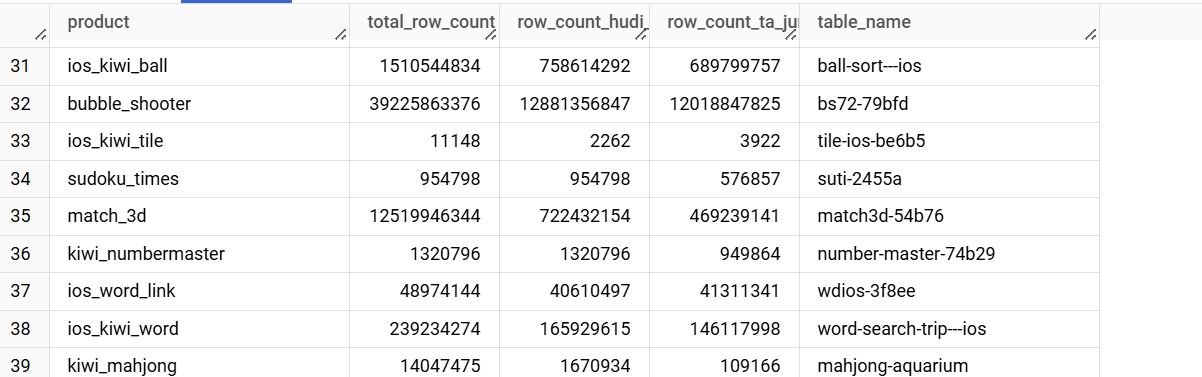 product total_row_count row_count_hudi_ row_count_ta_ju table_name
31 ios_kiwi_ball 1510544834 758614292 689799757 ball-sort---ios
32 bubble_shooter 39225863376 12881356847 12018847825 bs72-79bfd
33 ios_kiwi_tile 11148 2262 3922 tile-ios-be6b5
34 sudoku_times 954798 954798 576857 suti-2455a
35 match_3d 12519946344 722432154 469239141 match3d-54b76
36 kiwi_numbermaster 1320796 1320796 949864 number-master-74b29
37 ios_word_link 48974144 40610497 41311341 wdios-3f8ee
38 ios_kiwi_word 239234274 165929615 146117998 word-search-trip---ios
39 kiwi_mahjong 14047475 1670934 109166 mahjong-aquarium